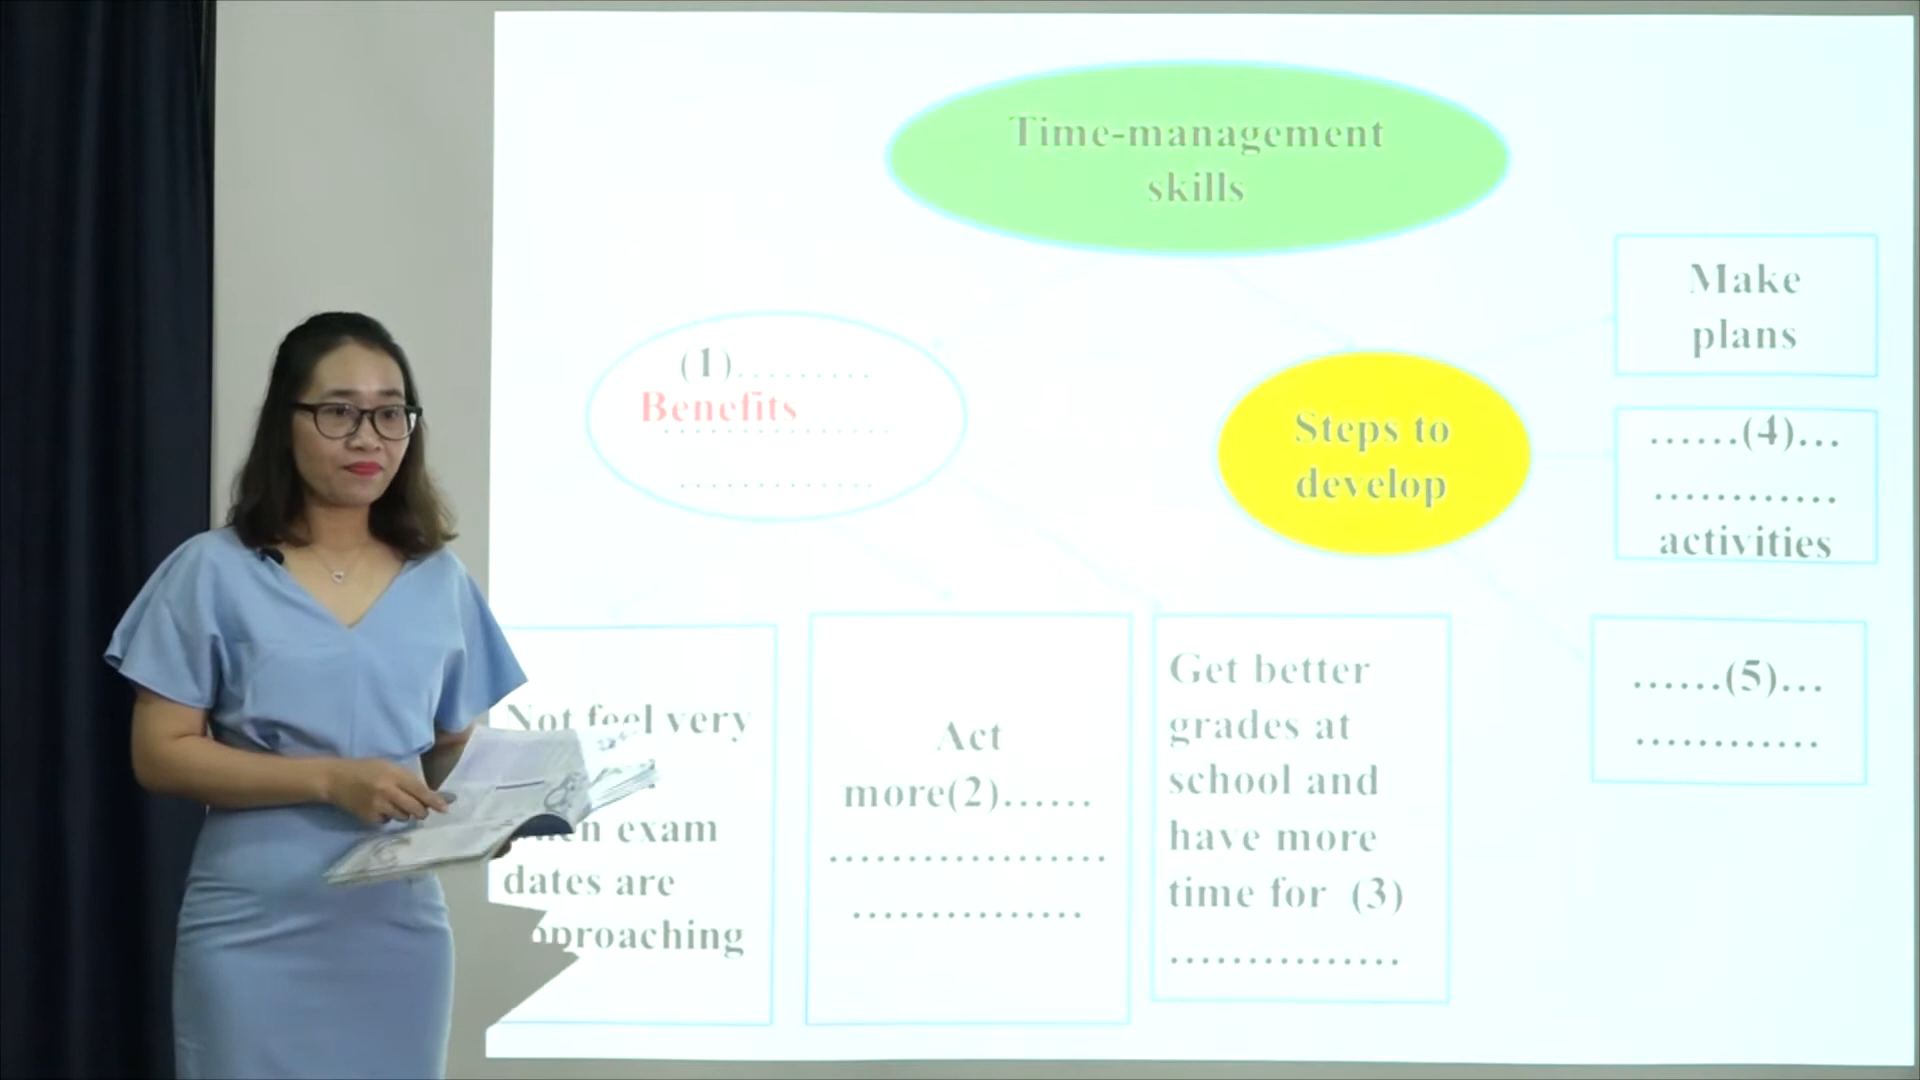 Time-management
skills
Make
plans
(1)..........
Benefits
................
.............
Steps to
develop
......(4)...
............
activities
Not feel very
exam
dates are
approaching
Act
more(2)......
..................
...............
Get better
grades at
school and
have more
time for (3)
...............
......(5)...
............